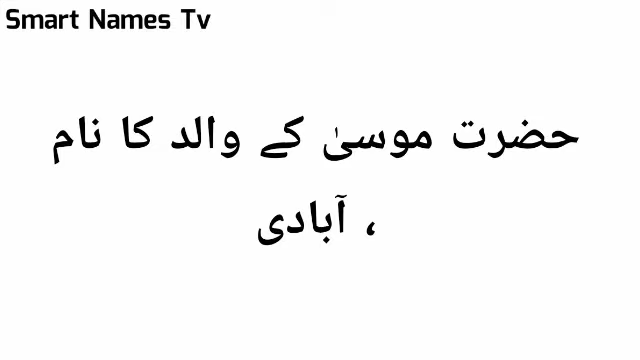 Smart Names Tv
حضرت موسیٰ کے والد کا نام
، آبادی